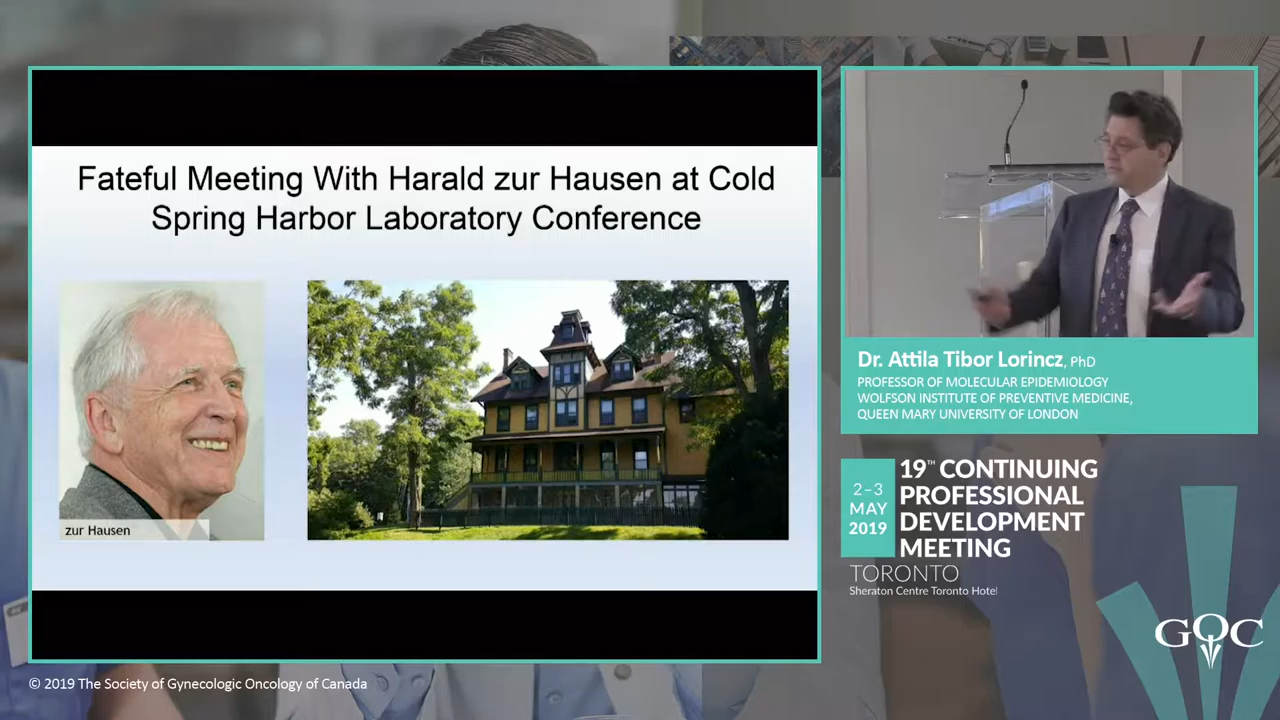 Fateful Meeting With Harald zur Hausen at Cold
Spring Harbor Laboratory Conference
zur Hausen
Dr. Attila Tibor Lorincz, PhD
PROFESSOR OF MOLECULAR EPIDEMIOLOGY
WOLFSON INSTITUTE OF PREVENTIVE MEDICINE,
QUEEN MARY UNIVERSITY OF LONDON
2–3
MAY
2019
19TH CONTINUING
PROFESSIONAL
DEVELOPMENT
MEETING
TORONTO
Sheraton Centre Toronto Hotel
GOC
© 2019 The Society of Gynecologic Oncology of Canada